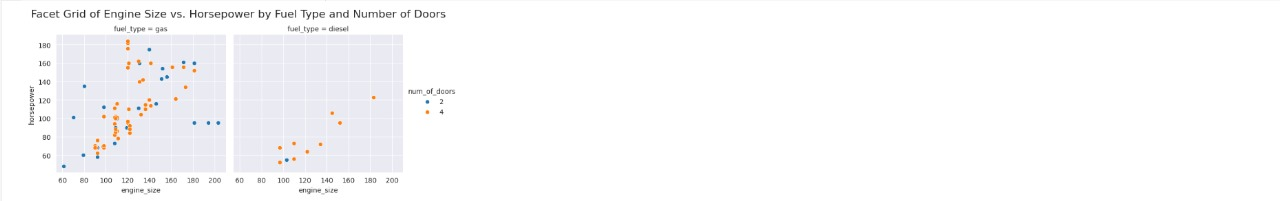 Facet Grid of Engine Size vs. Horsepower by Fuel Type and Number of Doors
fuel_type = gas
fuel_type = diesel
180
160
140
120
100
80
60
horsepower
60 80 100 120 140 160 180 200
engine_size
60 80 100 120 140 160 180 200
engine_size
num_of_doors
2
4